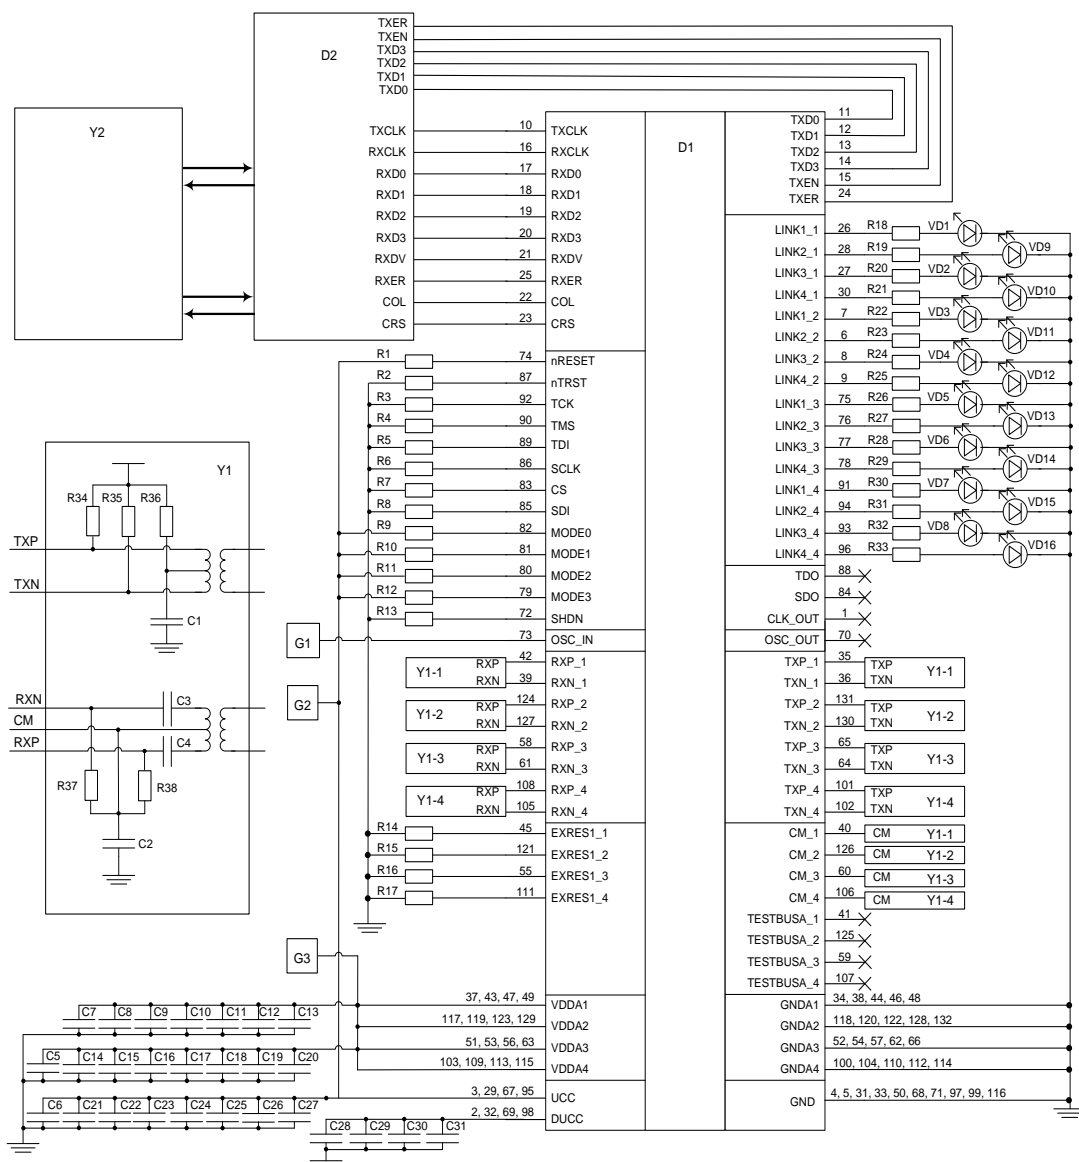 D2
TXER
TXEN
TXD3
TXD2
TXD1
TXD0
TXCLK
RXCLK
RXD0
RXD1
RXD2
RXD3
RXDV
RXER
COL
CRS
Y2
D1
10 TXCLK
16 RXCLK
17 RXD0
18 RXD1
19 RXD2
20 RXD3
21 RXDV
25 RXER
22 COL
23 CRS
TXD0 11
TXD1 12
TXD2 13
TXD3 14
TXEN 15
TXER 24
R1 74 nRESET
R2 87 nTRST
R3 92 TCK
R4 90 TMS
R5 89 TDI
R6 86 SCLK
R7 83 CS
R8 85 SDI
R9 82 MODE0
R10 81 MODE1
R11 80 MODE2
R12 79 MODE3
R13 72 SHDN
G1 73 OSC_IN
G2
LINK1_1 26 R18 VD1
LINK2_1 28 R19 VD9
LINK3_1 27 R20 VD2
LINK4_1 30 R21 VD10
LINK1_2 7 R22 VD3
LINK2_2 6 R23 VD11
LINK3_2 8 R24 VD4
LINK4_2 9 R25 VD12
LINK1_3 75 R26 VD5
LINK2_3 76 R27 VD13
LINK3_3 77 R28 VD6
LINK4_3 78 R29 VD14
LINK1_4 91 R30 VD7
LINK2_4 94 R31 VD15
LINK3_4 93 R32 VD8
LINK4_4 96 R33 VD16
TDO 88
SDO 84
CLK_OUT 1
OSC_OUT 70
Y1
R34 R35 R36
TXP
TXN
C1
RXN
CM
RXP
C3
C4
R37
R38
C2
Y1-1 RXP 42 RXP_1
RXN 39 RXN_1
Y1-2 RXP 124 RXP_2
RXN 127 RXN_2
Y1-3 RXP 58 RXP_3
RXN 61 RXN_3
Y1-4 RXP 108 RXP_4
RXN 105 RXN_4
TXP_1 35 TXP Y1-1
TXN_1 36 TXN
TXP_2 131 TXP Y1-2
TXN_2 130 TXN
TXP_3 65 TXP Y1-3
TXN_3 64 TXN
TXP_4 101 TXP Y1-4
TXN_4 102 TXN
R14 45 EXRES1_1
R15 121 EXRES1_2
R16 55 EXRES1_3
R17 111 EXRES1_4
CM_1 40 CM Y1-1
CM_2 126 CM Y1-2
CM_3 60 CM Y1-3
CM_4 106 CM Y1-4
TESTBUSA_1 41
TESTBUSA_2 125
TESTBUSA_3 59
TESTBUSA_4 107
G3
37, 43, 47, 49 VDDA1
117, 119, 123, 129 VDDA2
51, 53, 56, 63 VDDA3
103, 109, 113, 115 VDDA4
3, 29, 67, 95 UCC
2, 32, 69, 98 DUCC
GNDA1 34, 38, 44, 46, 48
GNDA2 118, 120, 122, 128, 132
GNDA3 52, 54, 57, 62, 66
GNDA4 100, 104, 110, 112, 114
GND 4, 5, 31, 33, 50, 68, 71, 97, 99, 116
C7 C8 C9 C10 C11 C12 C13
C5 C14 C15 C16 C17 C18 C19 C20
C6 C21 C22 C23 C24 C25 C26 C27
C28 C29 C30 C31